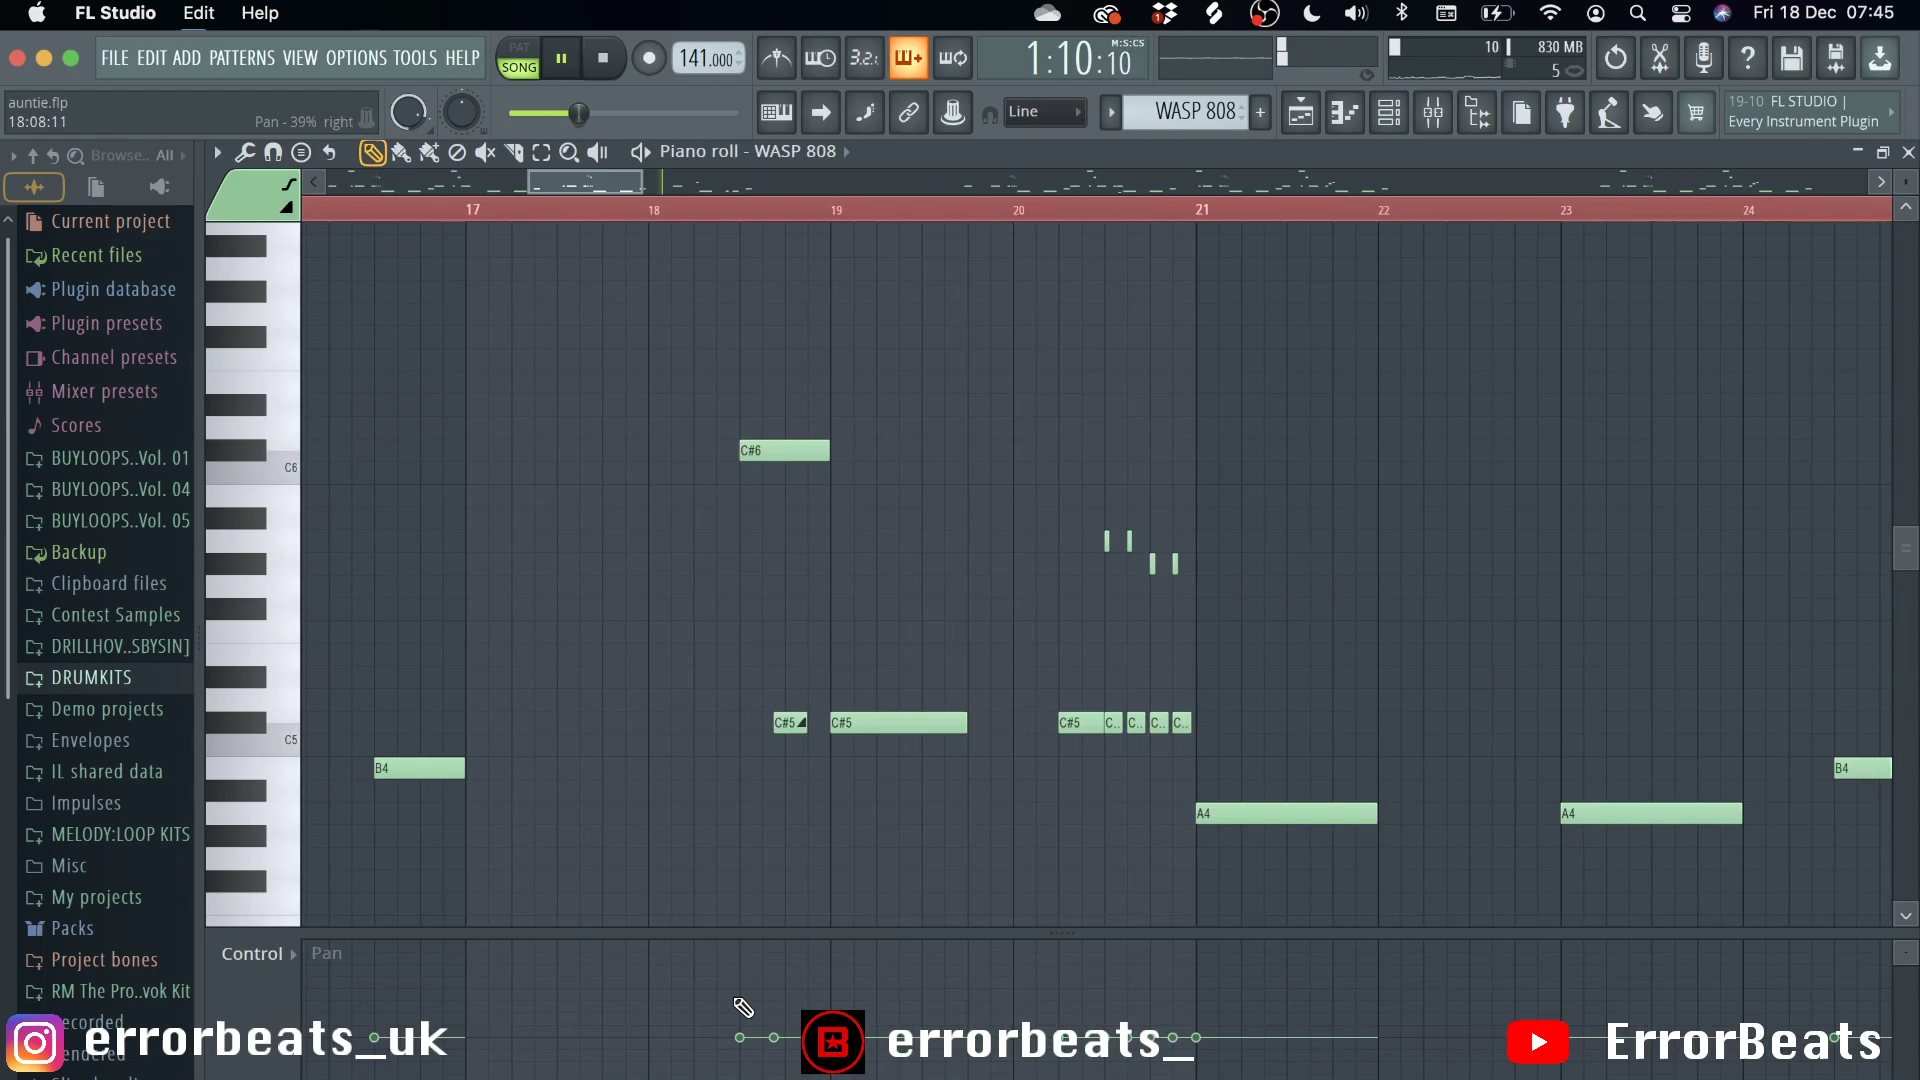 FL Studio Edit Help
1 Fri 18 Dec 07:45
FILE EDIT ADD PATTERNS VIEW OPTIONS TOOLS HELP
PAT
SONG
141.000
3.2.
1:10:10
M:S:CS
10
830 MB
5
auntie.flp
18:08:11
Pan - 39% right
Line
WASP 808
19-10 FL STUDIO |
Every Instrument Plugin
Browse.. All
Piano roll - WASP 808
17 18 19 20 21 22 23 24
Current project
Recent files
Plugin database
Plugin presets
Channel presets
Mixer presets
Scores
BUYLOOPS..Vol. 01
BUYLOOPS..Vol. 04
BUYLOOPS..Vol. 05
Backup
Clipboard files
Contest Samples
DRILLHOV..SBYSIN]
DRUMKITS
Demo projects
Envelopes
IL shared data
Impulses
MELODY:LOOP KITS
Misc
My projects
Packs
Project bones
RM The Pro..vok Kit
ecorded
C6
C5
C#6
C#5 C#5 C#5 C.. C.. C.. C..
B4 B4
A4 A4
Control Pan
errorbeats_uk
B
errorbeats_
ErrorBeats